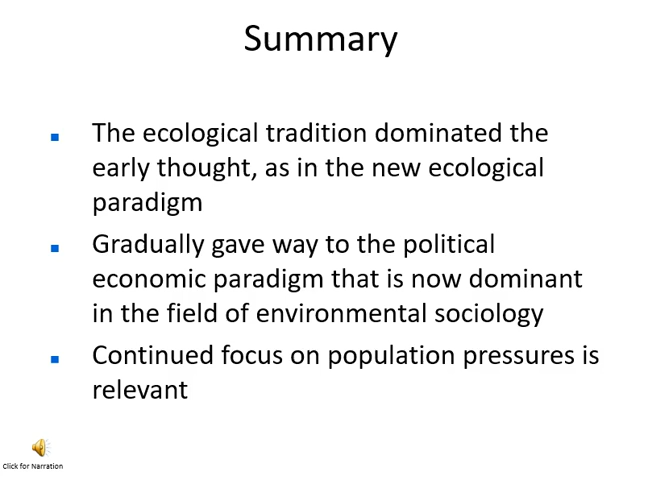 Summary
The ecological tradition dominated the
early thought, as in the new ecological
paradigm
Gradually gave way to the political
economic paradigm that is now dominant
in the field of environmental sociology
Continued focus on population pressures is
relevant
Click for Narration